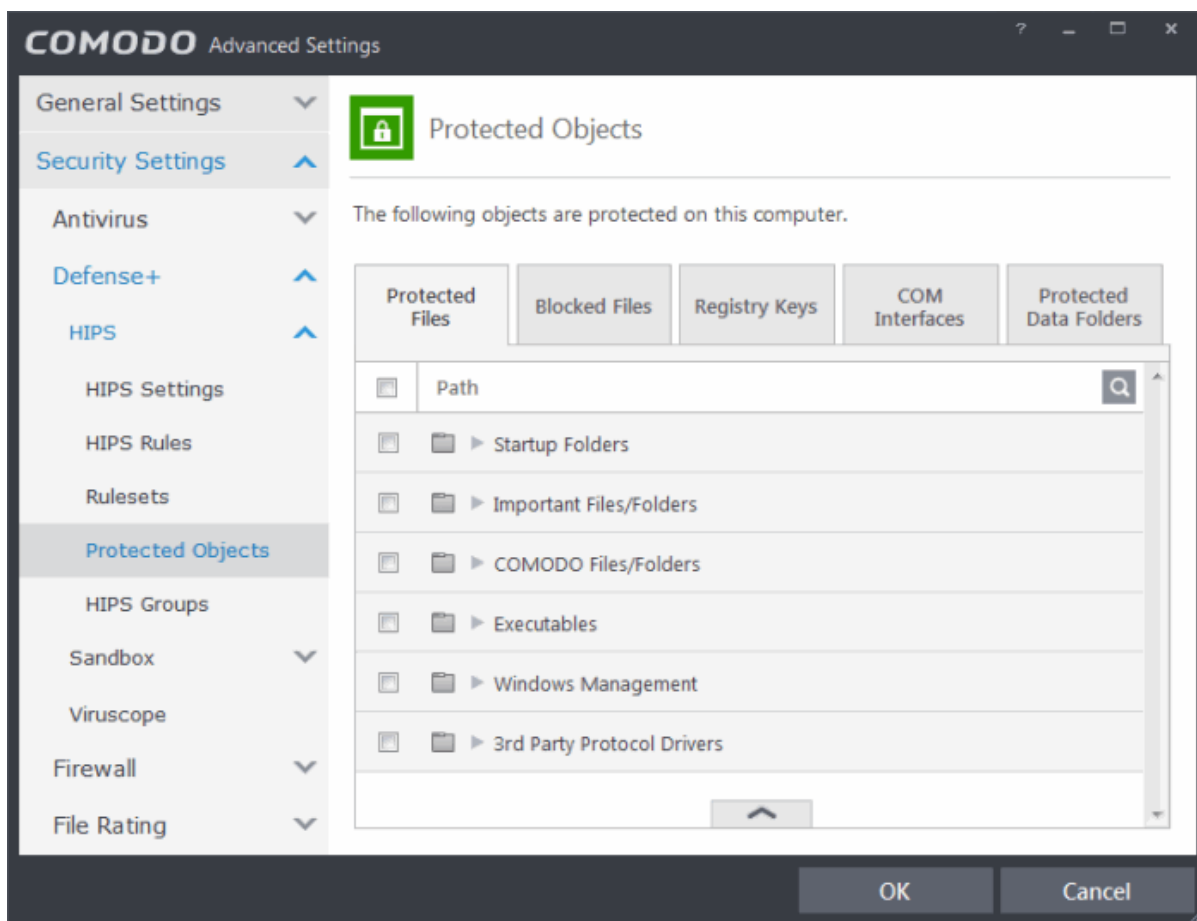 COMODO Advanced Settings
?
General Settings
Security Settings
Antivirus
Defense+
HIPS
HIPS Settings
HIPS Rules
Rulesets
Protected Objects
HIPS Groups
Sandbox
Viruscope
Firewall
File Rating
Protected Objects
The following objects are protected on this computer.
Protected
Files
Blocked Files
Registry Keys
COM
Interfaces
Protected
Data Folders
Path
Startup Folders
Important Files/Folders
COMODO Files/Folders
Executables
Windows Management
3rd Party Protocol Drivers
OK
Cancel